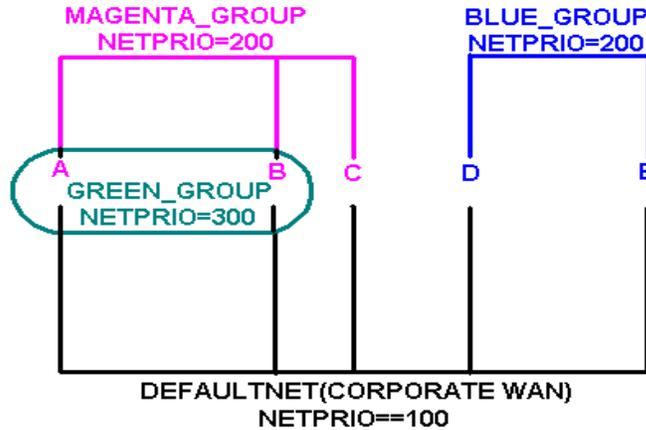 MAGENTA_GROUP
NETPRIO=200
BLUE_GROUP
NETPRIO=200
A
B
C
D
E
GREEN_GROUP
NETPRIO=300
DEFAULTNET(CORPORATE WAN)
NETPRIO==100